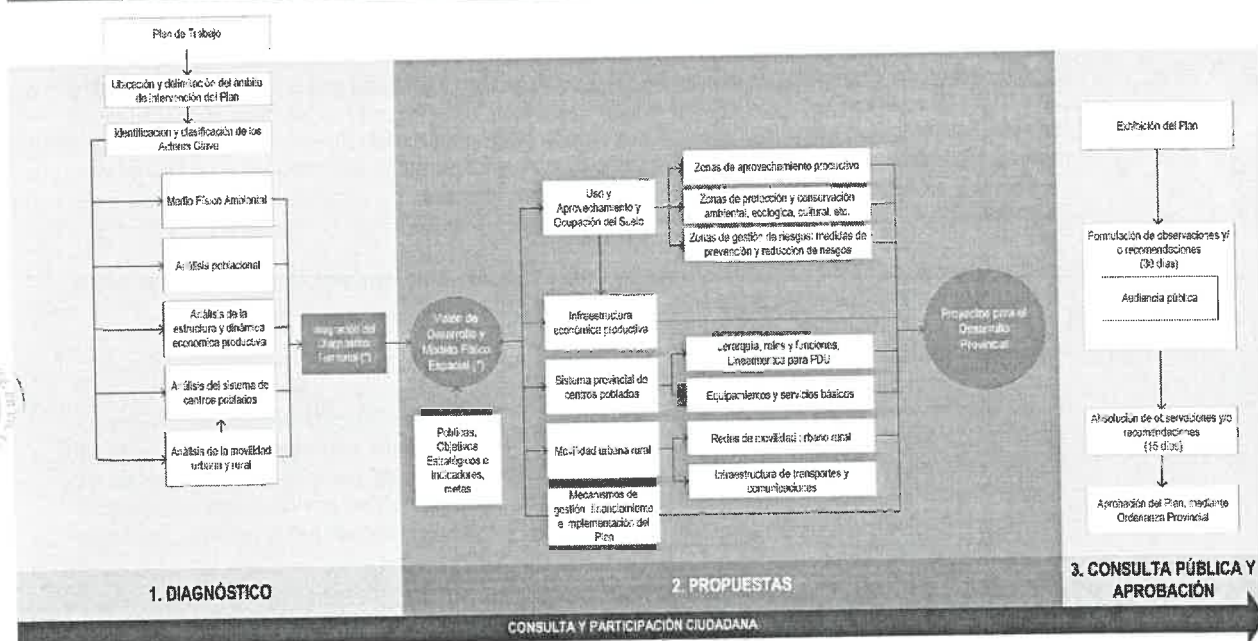 Plan de Trabajo
Ubicación y delimitación del ámbito
de intervención del Plan
Identificación y clasificación de los
Actores Clave
Medio Físico Ambiental
Análisis poblacional
Análisis de la
estructura y dinámica
económica productiva
Análisis del sistema de
centros poblados
Análisis de la movilidad
urbana y rural
Integración del
Diagnóstico
Territorial (*)
1. DIAGNÓSTICO
Visión de
Desarrollo y
Modelo Físico
Espacial (*)
Políticas,
Objetivos
Estratégicos e
Indicadores,
metas
Uso y
Aprovechamiento y
Ocupación del Suelo
Infraestructura
económica productiva
Sistema provincial de
centros poblados
Movilidad urbana rural
Mecanismos de
gestión financiamiento
e implementación del
Plan
Zonas de aprovechamiento productivo
Zonas de protección y conservación
ambiental, ecológica, cultural, etc.
Zonas de gestión de riesgos: medidas de
prevención y reducción de riesgos
Jerarquía, roles y funciones,
Lineamientos para PDU
Equipamientos y servicios básicos
Redes de movilidad urbano rural
Infraestructura de transportes y
comunicaciones
Proyectos para el
Desarrollo
Provincial
2. PROPUESTAS
Exhibición del Plan
Formulación de observaciones y/
o recomendaciones
(30 días)
Audiencia pública
Absolución de observaciones y/o
recomendaciones
(15 días)
Aprobación del Plan, mediante
Ordenanza Provincial
3. CONSULTA PÚBLICA Y
APROBACIÓN
CONSULTA Y PARTICIPACIÓN CIUDADANA